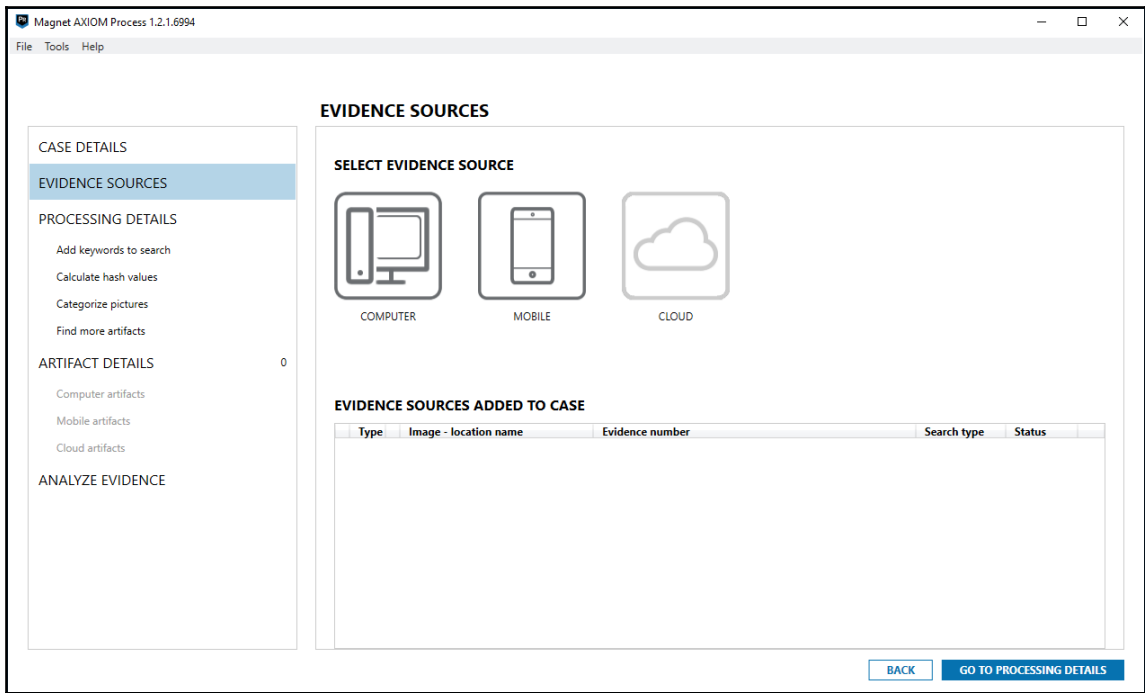 Magnet AXIOM Process 1.2.1.6994
File Tools Help
EVIDENCE SOURCES
CASE DETAILS
EVIDENCE SOURCES
PROCESSING DETAILS
Add keywords to search
Calculate hash values
Categorize pictures
Find more artifacts
ARTIFACT DETAILS 0
Computer artifacts
Mobile artifacts
Cloud artifacts
ANALYZE EVIDENCE
SELECT EVIDENCE SOURCE
COMPUTER MOBILE CLOUD
EVIDENCE SOURCES ADDED TO CASE
Type Image - location name Evidence number Search type Status
BACK GO TO PROCESSING DETAILS